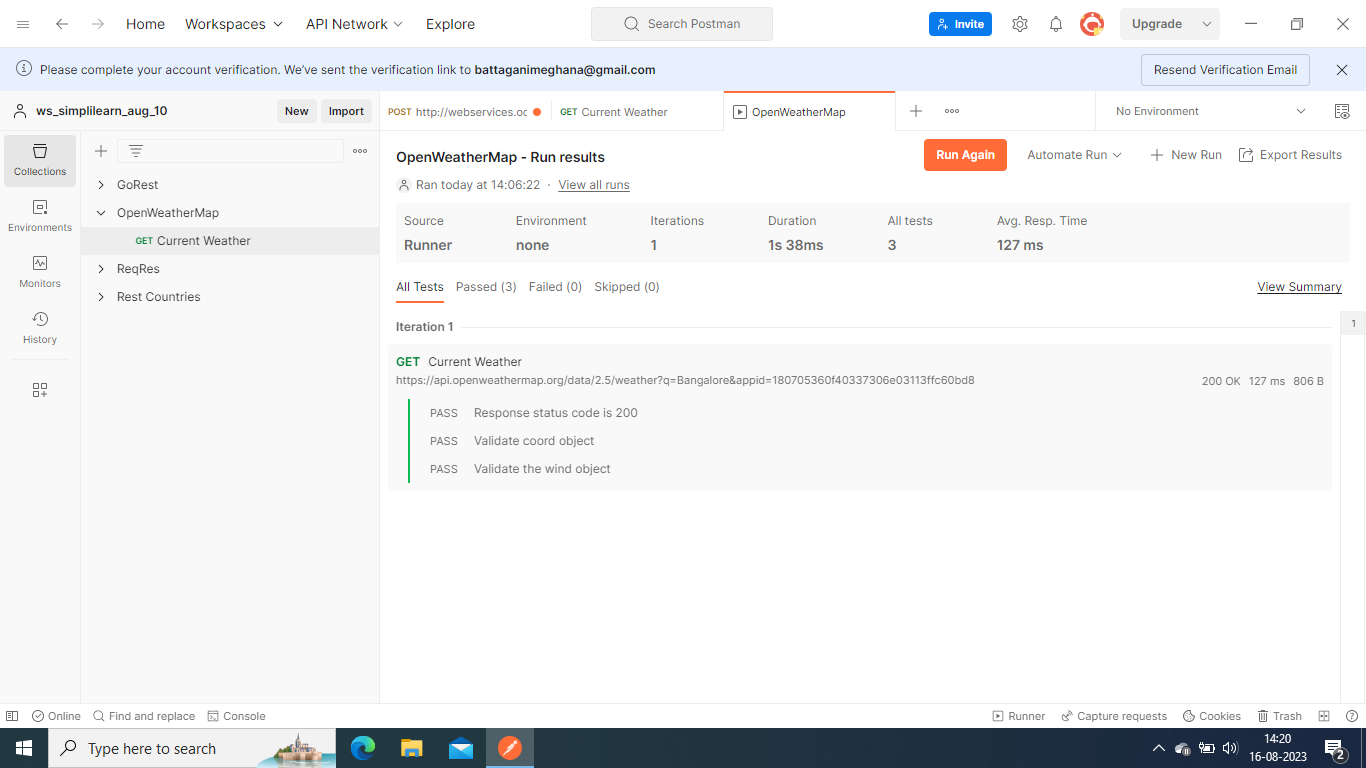 Home Workspaces API Network Explore Search Postman Invite Upgrade
Please complete your account verification. We've sent the verification link to battaganimeghana@gmail.com Resend Verification Email
ws_simplilearn_aug_10 New Import POST http://webservices.oo GET Current Weather OpenWeatherMap No Environment
Collections
Environments
Monitors
History
GoRest
OpenWeatherMap
GET Current Weather
ReqRes
Rest Countries
OpenWeatherMap - Run results Run Again Automate Run New Run Export Results
Ran today at 14:06:22 · View all runs
Source Environment Iterations Duration All tests Avg. Resp. Time
Runner none 1 1s 38ms 3 127 ms
All Tests Passed (3) Failed (0) Skipped (0) View Summary
Iteration 1 1
GET Current Weather
https://api.openweathermap.org/data/2.5/weather?q=Bangalore&appid=180705360f40337306e03113ffc60bd8 200 OK 127 ms 806 B
PASS Response status code is 200
PASS Validate coord object
PASS Validate the wind object
Online Find and replace Console Runner Capture requests Cookies Trash
Type here to search 14:20
16-08-2023 2